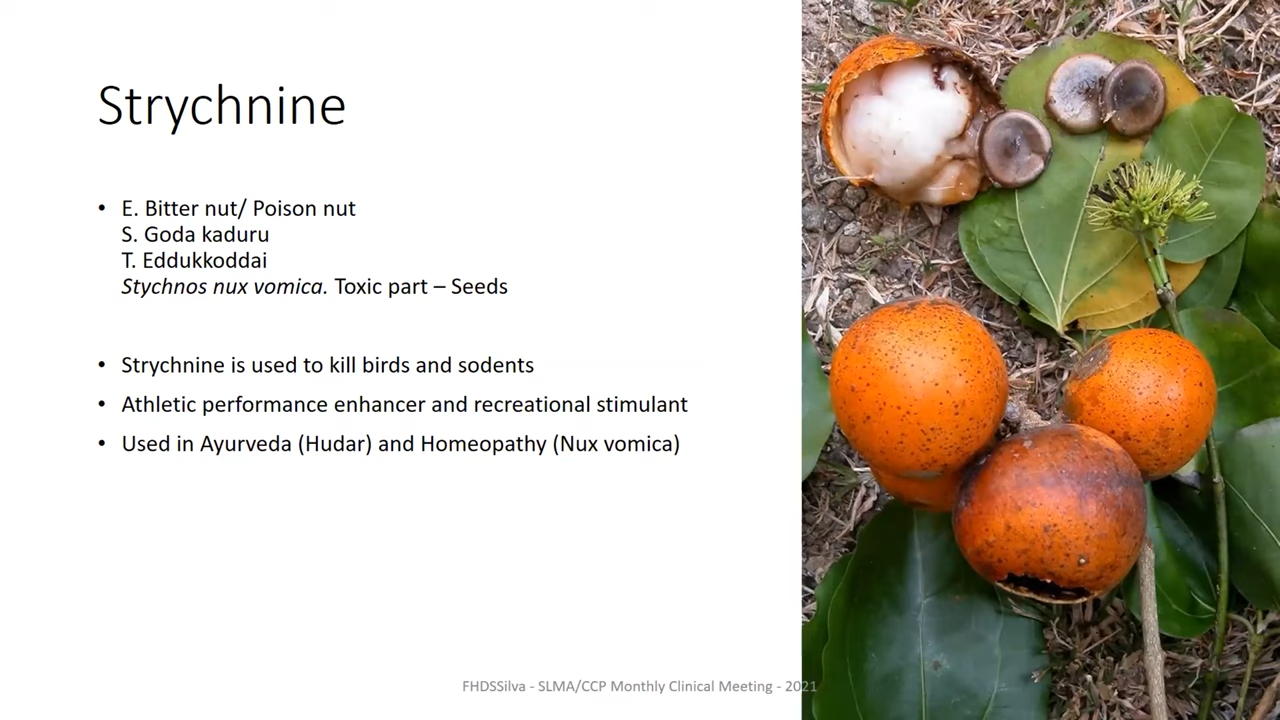 Strychnine
• E. Bitter nut/ Poison nut
S. Goda kaduru
T. Eddukkoddai
Stychnos nux vomica. Toxic part – Seeds
• Strychnine is used to kill birds and sodents
• Athletic performance enhancer and recreational stimulant
• Used in Ayurveda (Hudar) and Homeopathy (Nux vomica)
FHDSSilva - SLMA/CCP Monthly Clinical Meeting - 2021